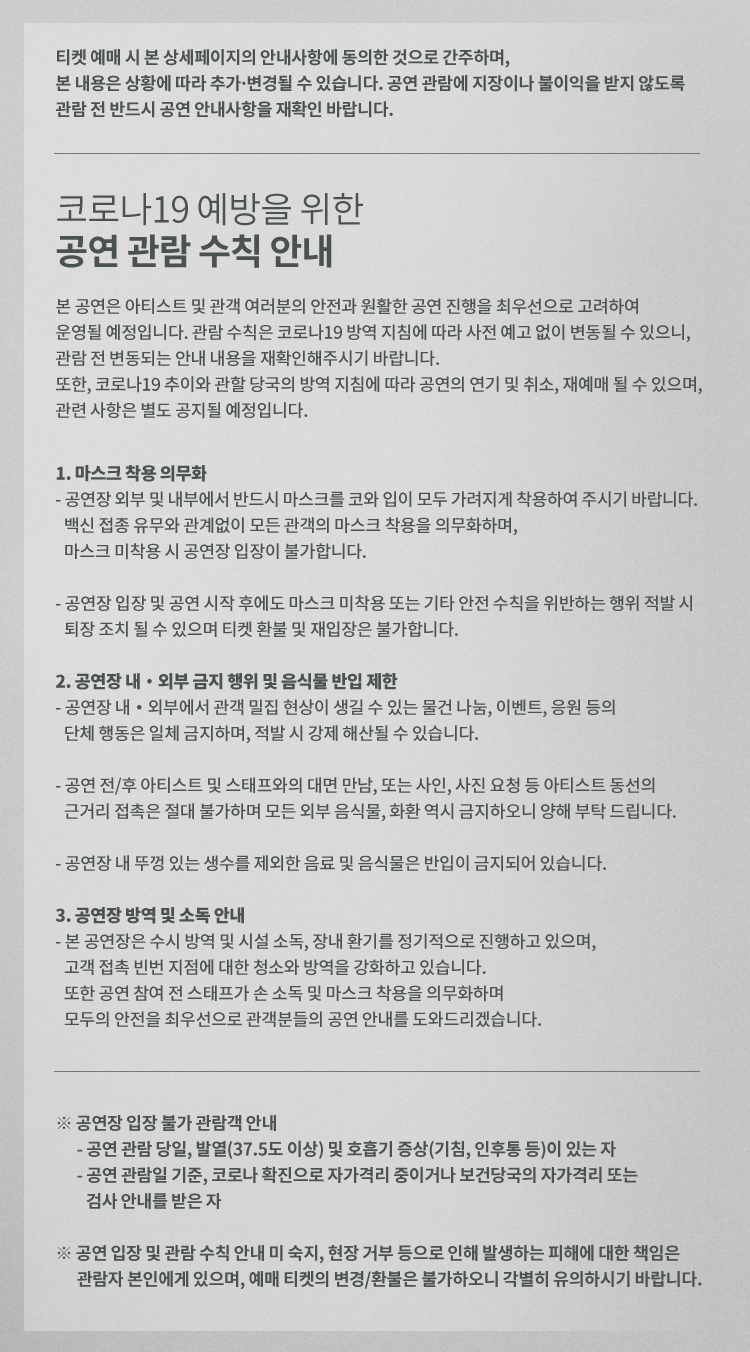 티켓 예매 시 본 상세페이지의 안내사항에 동의한 것으로 간주하며,
본 내용은 상황에 따라 추가·변경될 수 있습니다. 공연 관람에 지장이나 불이익을 받지 않도록
관람 전 반드시 공연 안내사항을 재확인 바랍니다.
코로나19 예방을 위한
공연 관람 수칙 안내
본 공연은 아티스트 및 관객 여러분의 안전과 원활한 공연 진행을 최우선으로 고려하여
운영될 예정입니다. 관람 수칙은 코로나19 방역 지침에 따라 사전 예고 없이 변동될 수 있으니,
관람 전 변동되는 안내 내용을 재확인해주시기 바랍니다.
또한, 코로나19 추이와 관할 당국의 방역 지침에 따라 공연의 연기 및 취소, 재예매 될 수 있으며,
관련 사항은 별도 공지될 예정입니다.
1. 마스크 착용 의무화
- 공연장 외부 및 내부에서 반드시 마스크를 코와 입이 모두 가려지게 착용하여 주시기 바랍니다.
백신 접종 유무와 관계없이 모든 관객의 마스크 착용을 의무화하며,
마스크 미착용 시 공연장 입장이 불가합니다.
- 공연장 입장 및 공연 시작 후에도 마스크 미착용 또는 기타 안전 수칙을 위반하는 행위 적발 시
퇴장 조치 될 수 있으며 티켓 환불 및 재입장은 불가합니다.
2. 공연장 내・외부 금지 행위 및 음식물 반입 제한
- 공연장 내・외부에서 관객 밀집 현상이 생길 수 있는 물건 나눔, 이벤트, 응원 등의
단체 행동은 일체 금지하며, 적발 시 강제 해산될 수 있습니다.
- 공연 전/후 아티스트 및 스태프와의 대면 만남, 또는 사인, 사진 요청 등 아티스트 동선의
근거리 접촉은 절대 불가하며 모든 외부 음식물, 화환 역시 금지하오니 양해 부탁 드립니다.
- 공연장 내 뚜껑 있는 생수를 제외한 음료 및 음식물은 반입이 금지되어 있습니다.
3. 공연장 방역 및 소독 안내
- 본 공연장은 수시 방역 및 시설 소독, 장내 환기를 정기적으로 진행하고 있으며,
고객 접촉 빈번 지점에 대한 청소와 방역을 강화하고 있습니다.
또한 공연 참여 전 스태프가 손 소독 및 마스크 착용을 의무화하며
모두의 안전을 최우선으로 관객분들의 공연 안내를 도와드리겠습니다.
※ 공연장 입장 불가 관람객 안내
- 공연 관람 당일, 발열(37.5도 이상) 및 호흡기 증상(기침, 인후통 등)이 있는 자
- 공연 관람일 기준, 코로나 확진으로 자가격리 중이거나 보건당국의 자가격리 또는
검사 안내를 받은 자
※ 공연 입장 및 관람 수칙 안내 미 숙지, 현장 거부 등으로 인해 발생하는 피해에 대한 책임은
관람자 본인에게 있으며, 예매 티켓의 변경/환불은 불가하오니 각별히 유의하시기 바랍니다.